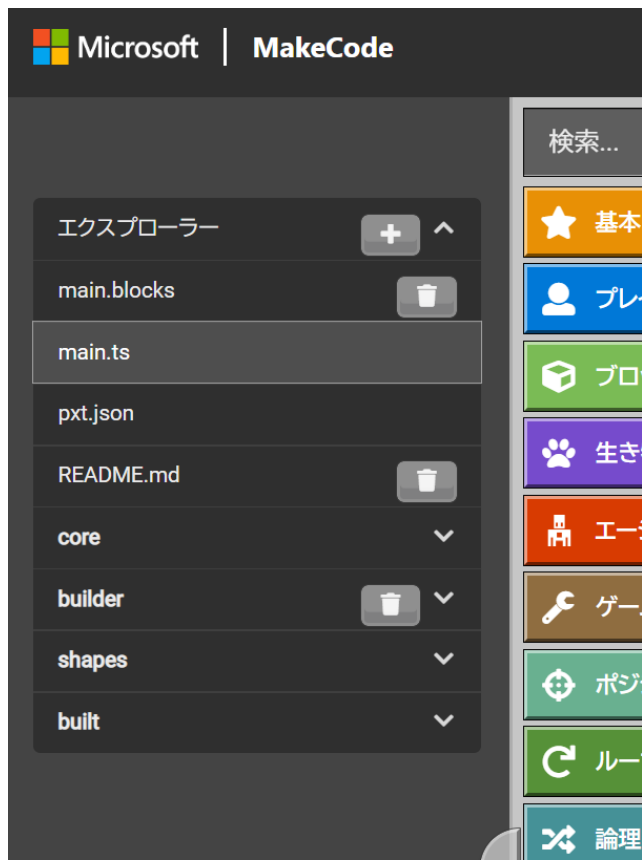 Microsoft | MakeCode
検索...
エクスプローラー
main.blocks
main.ts
pxt.json
README.md
core
builder
shapes
built
基本
プレイ
ブロ
生き
エー
ゲー
ポジ
ルー
論理